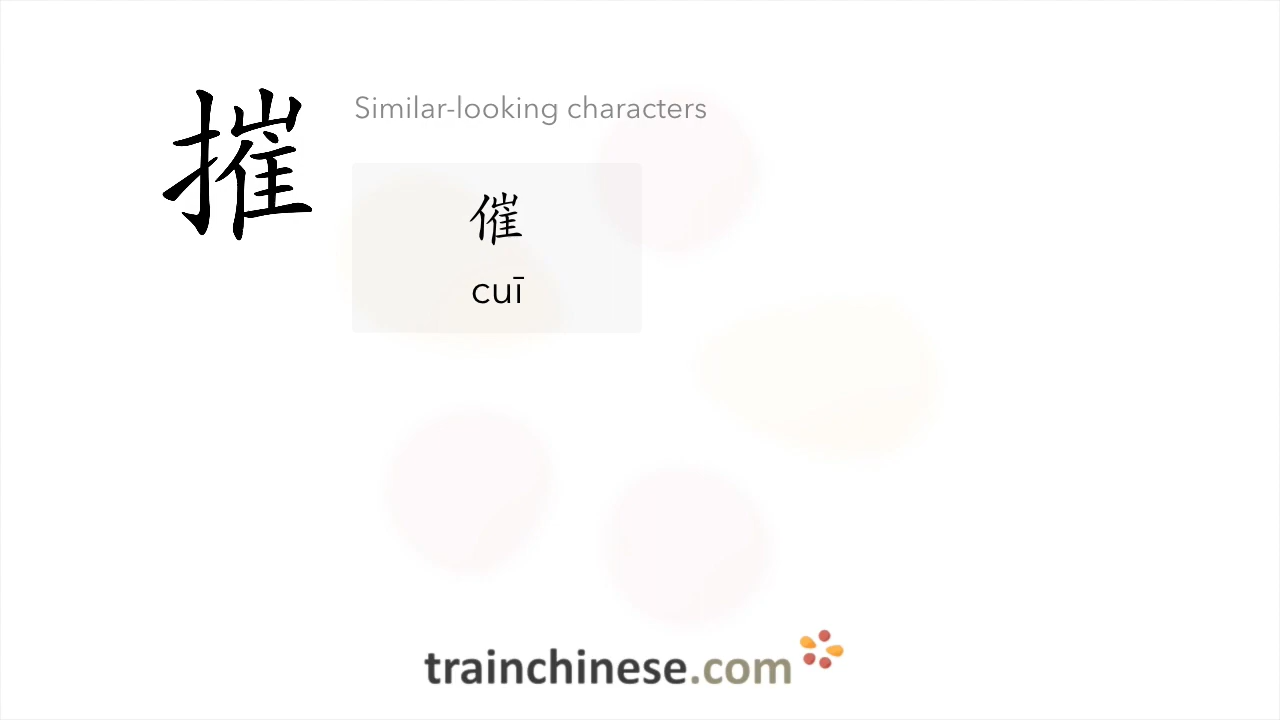 摧
Similar-looking characters
催
cuī
trainchinese.com